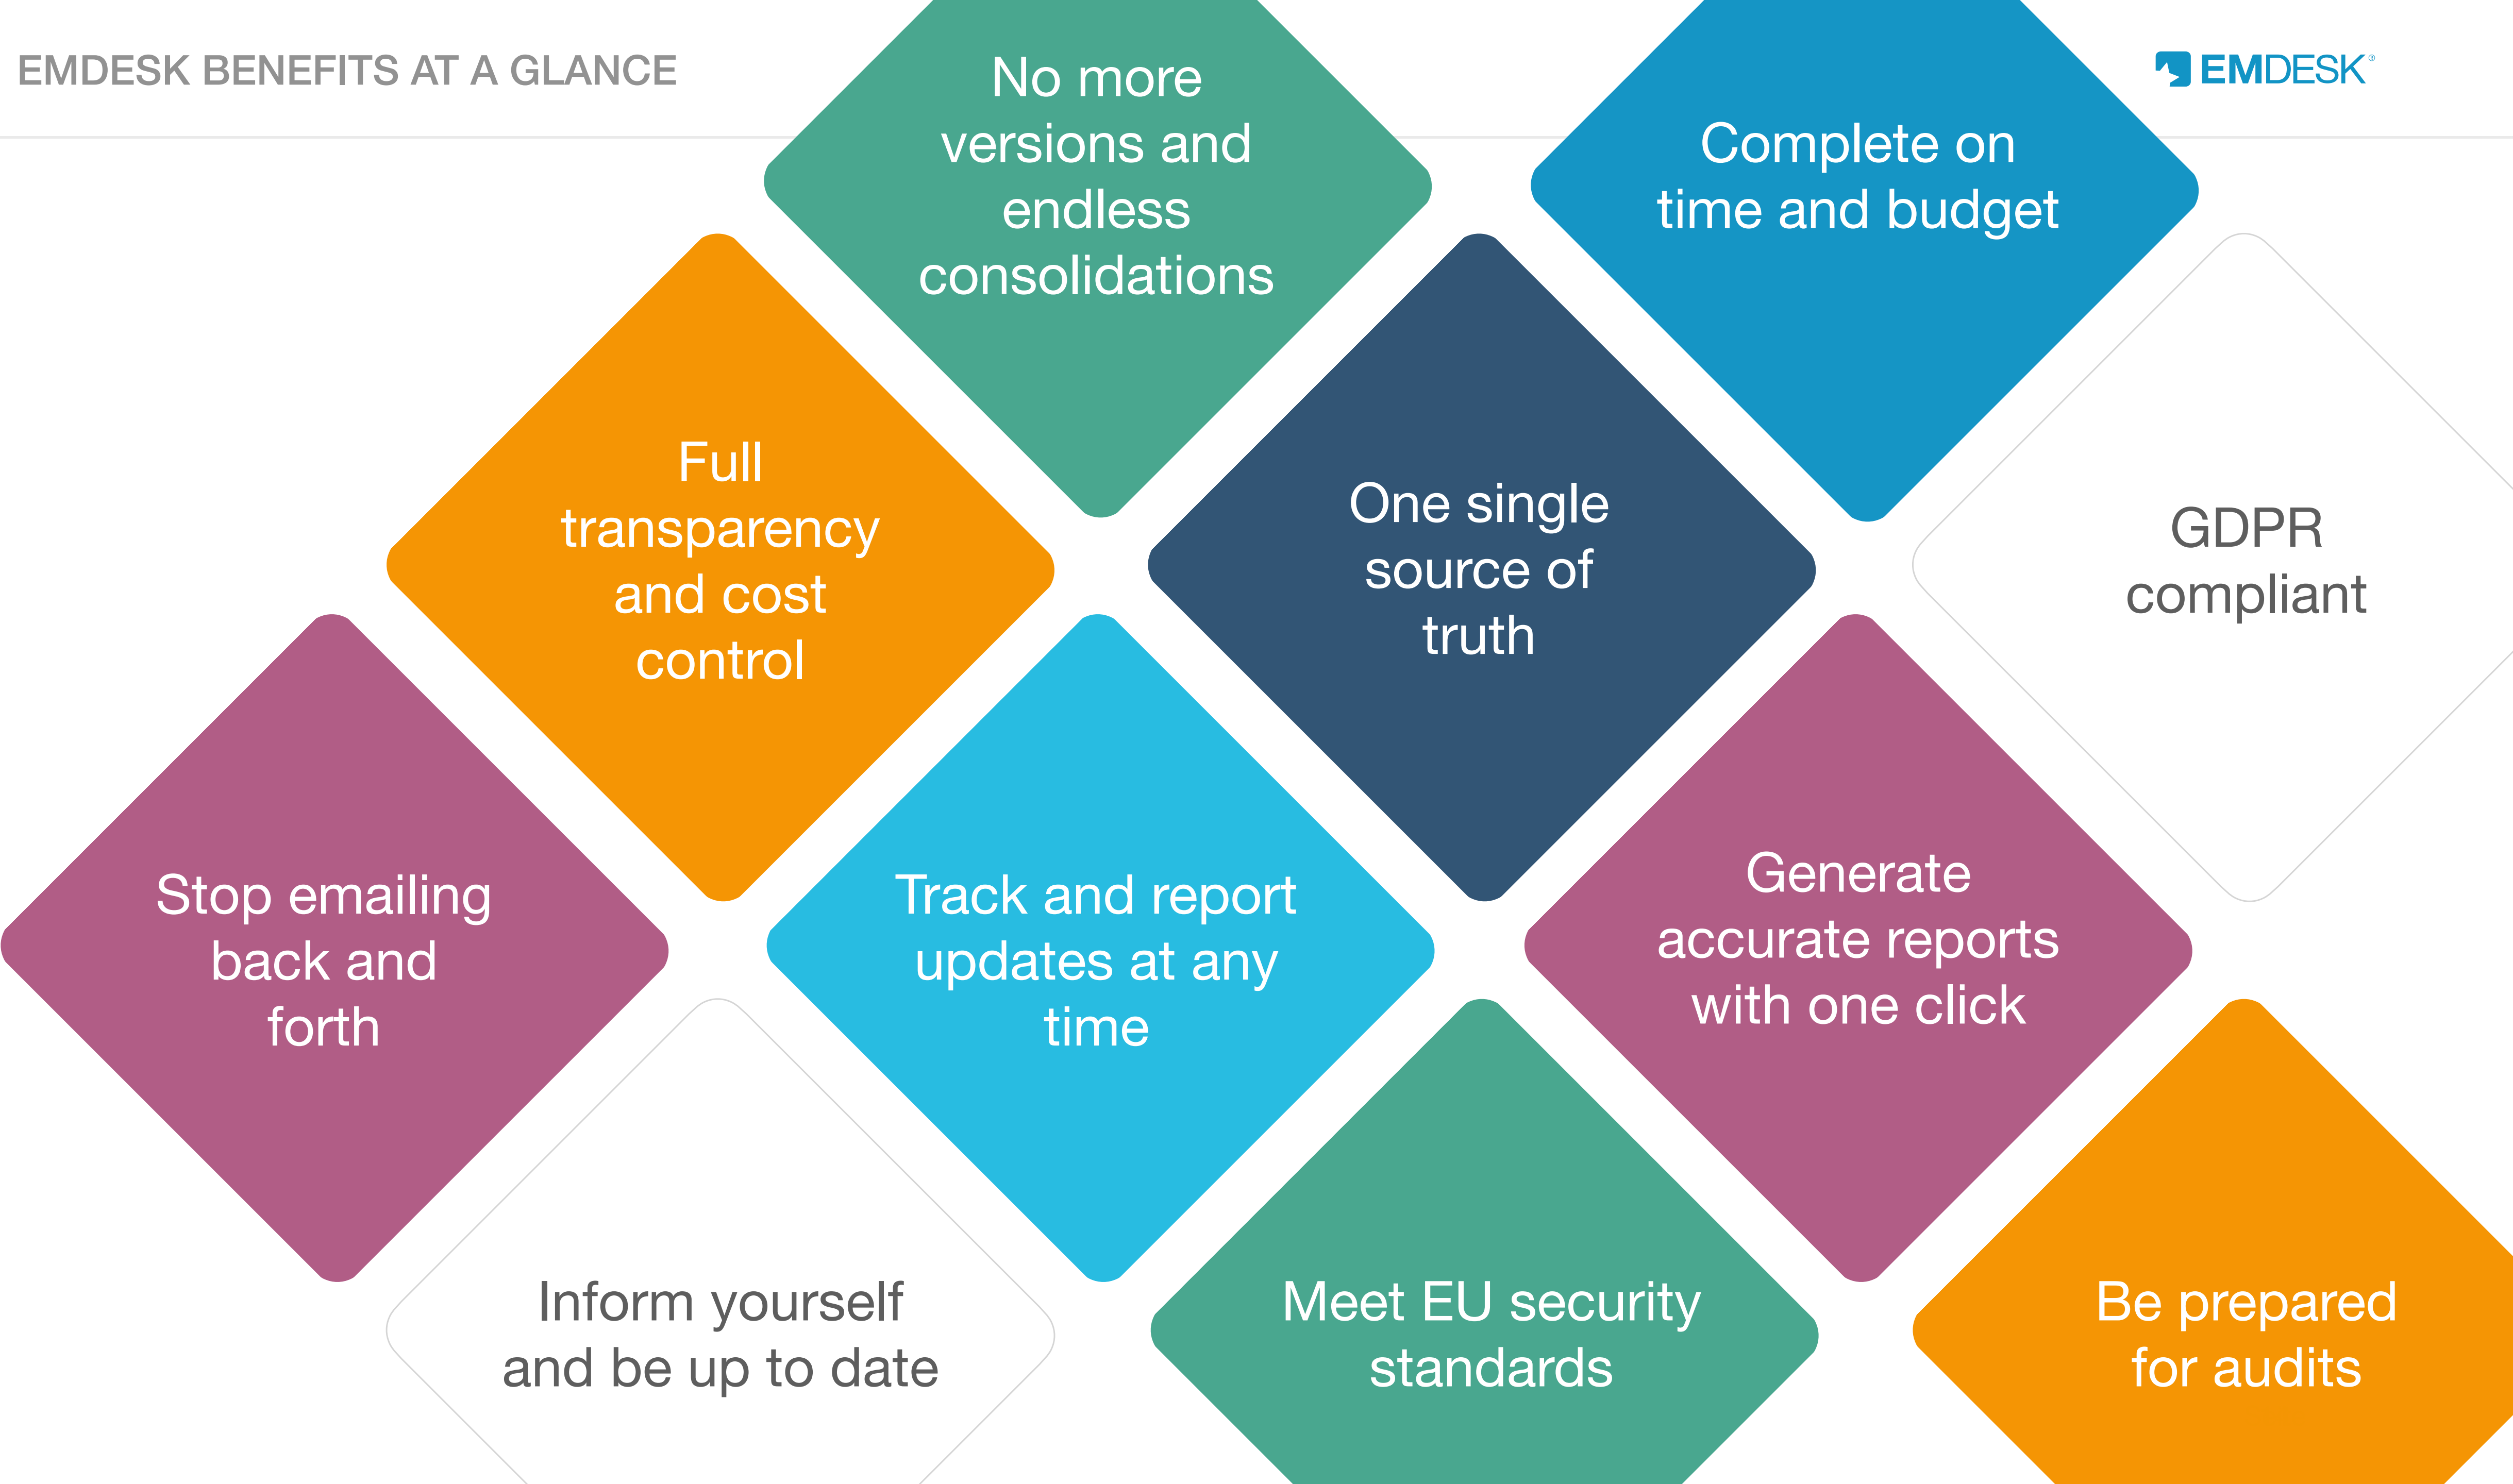 EMDESK BENEFITS AT A GLANCE
EMDESK®
No more
versions and
endless
consolidations
Complete on
time and budget
Full
transparency
and cost
control
One single
source of
truth
GDPR
compliant
Stop emailing
back and
forth
Track and report
updates at any
time
Generate
accurate reports
with one click
Inform yourself
and be up to date
Meet EU security
standards
Be prepared
for audits